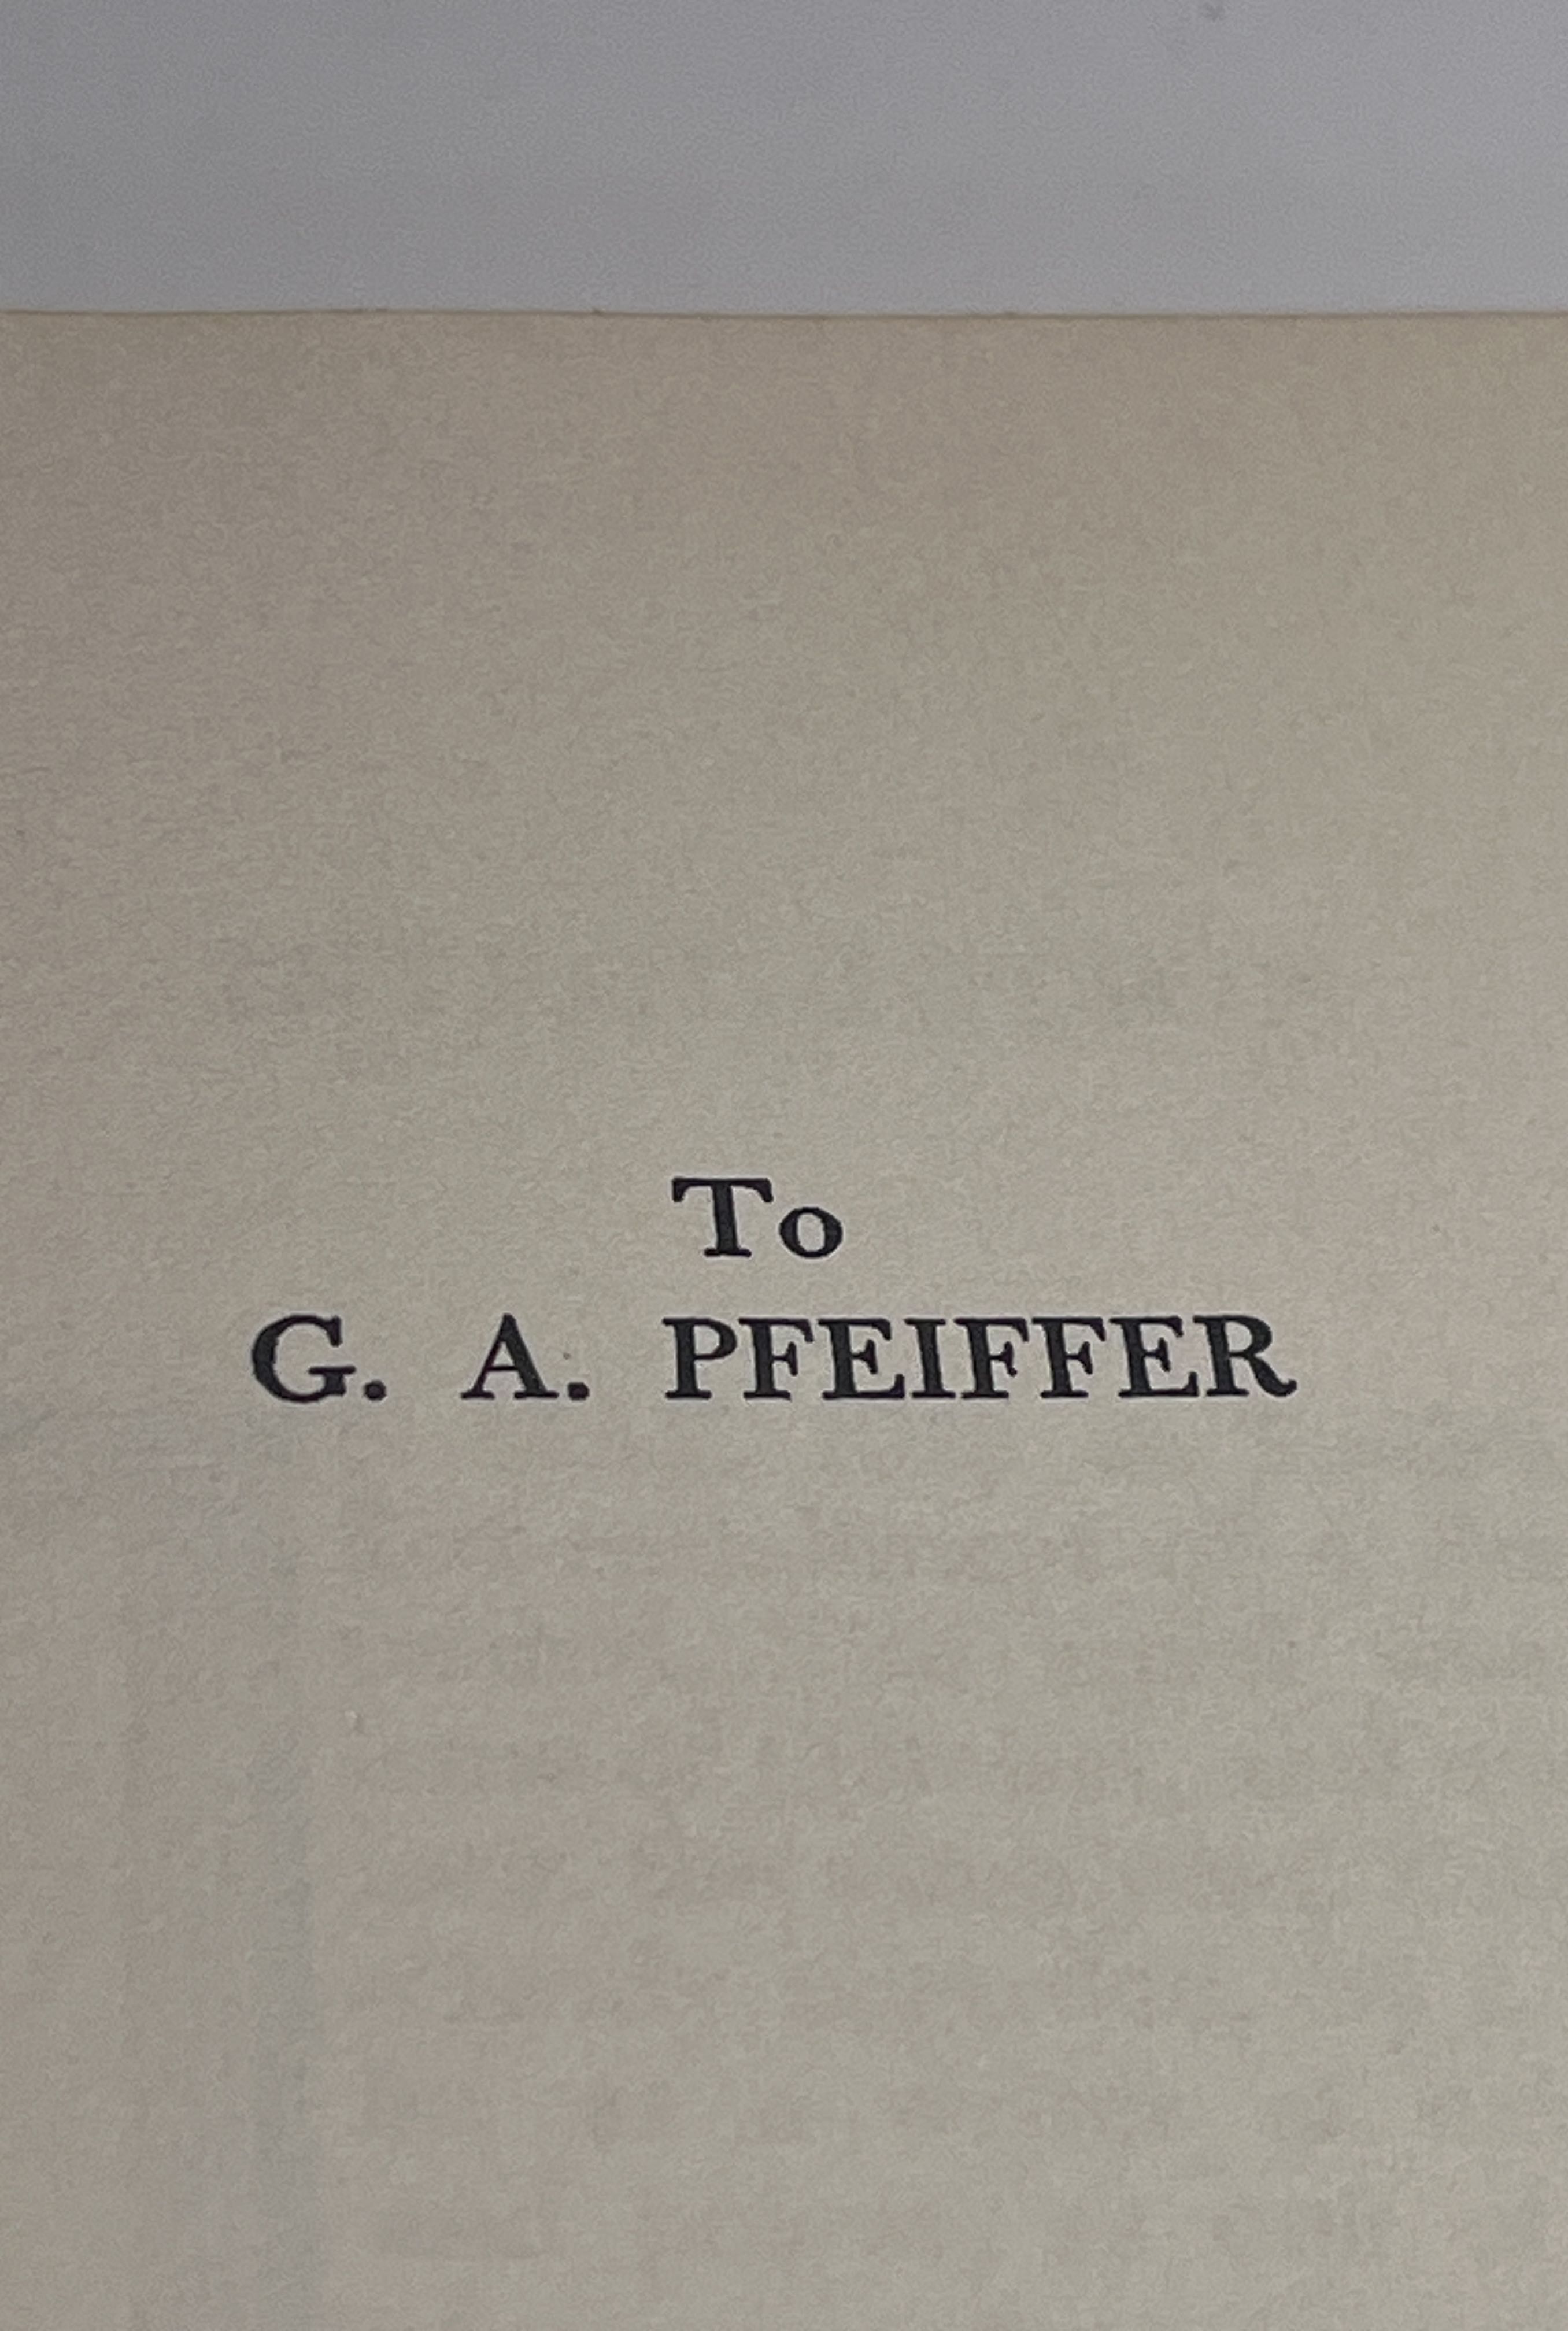 To
G. A. PFEIFFER